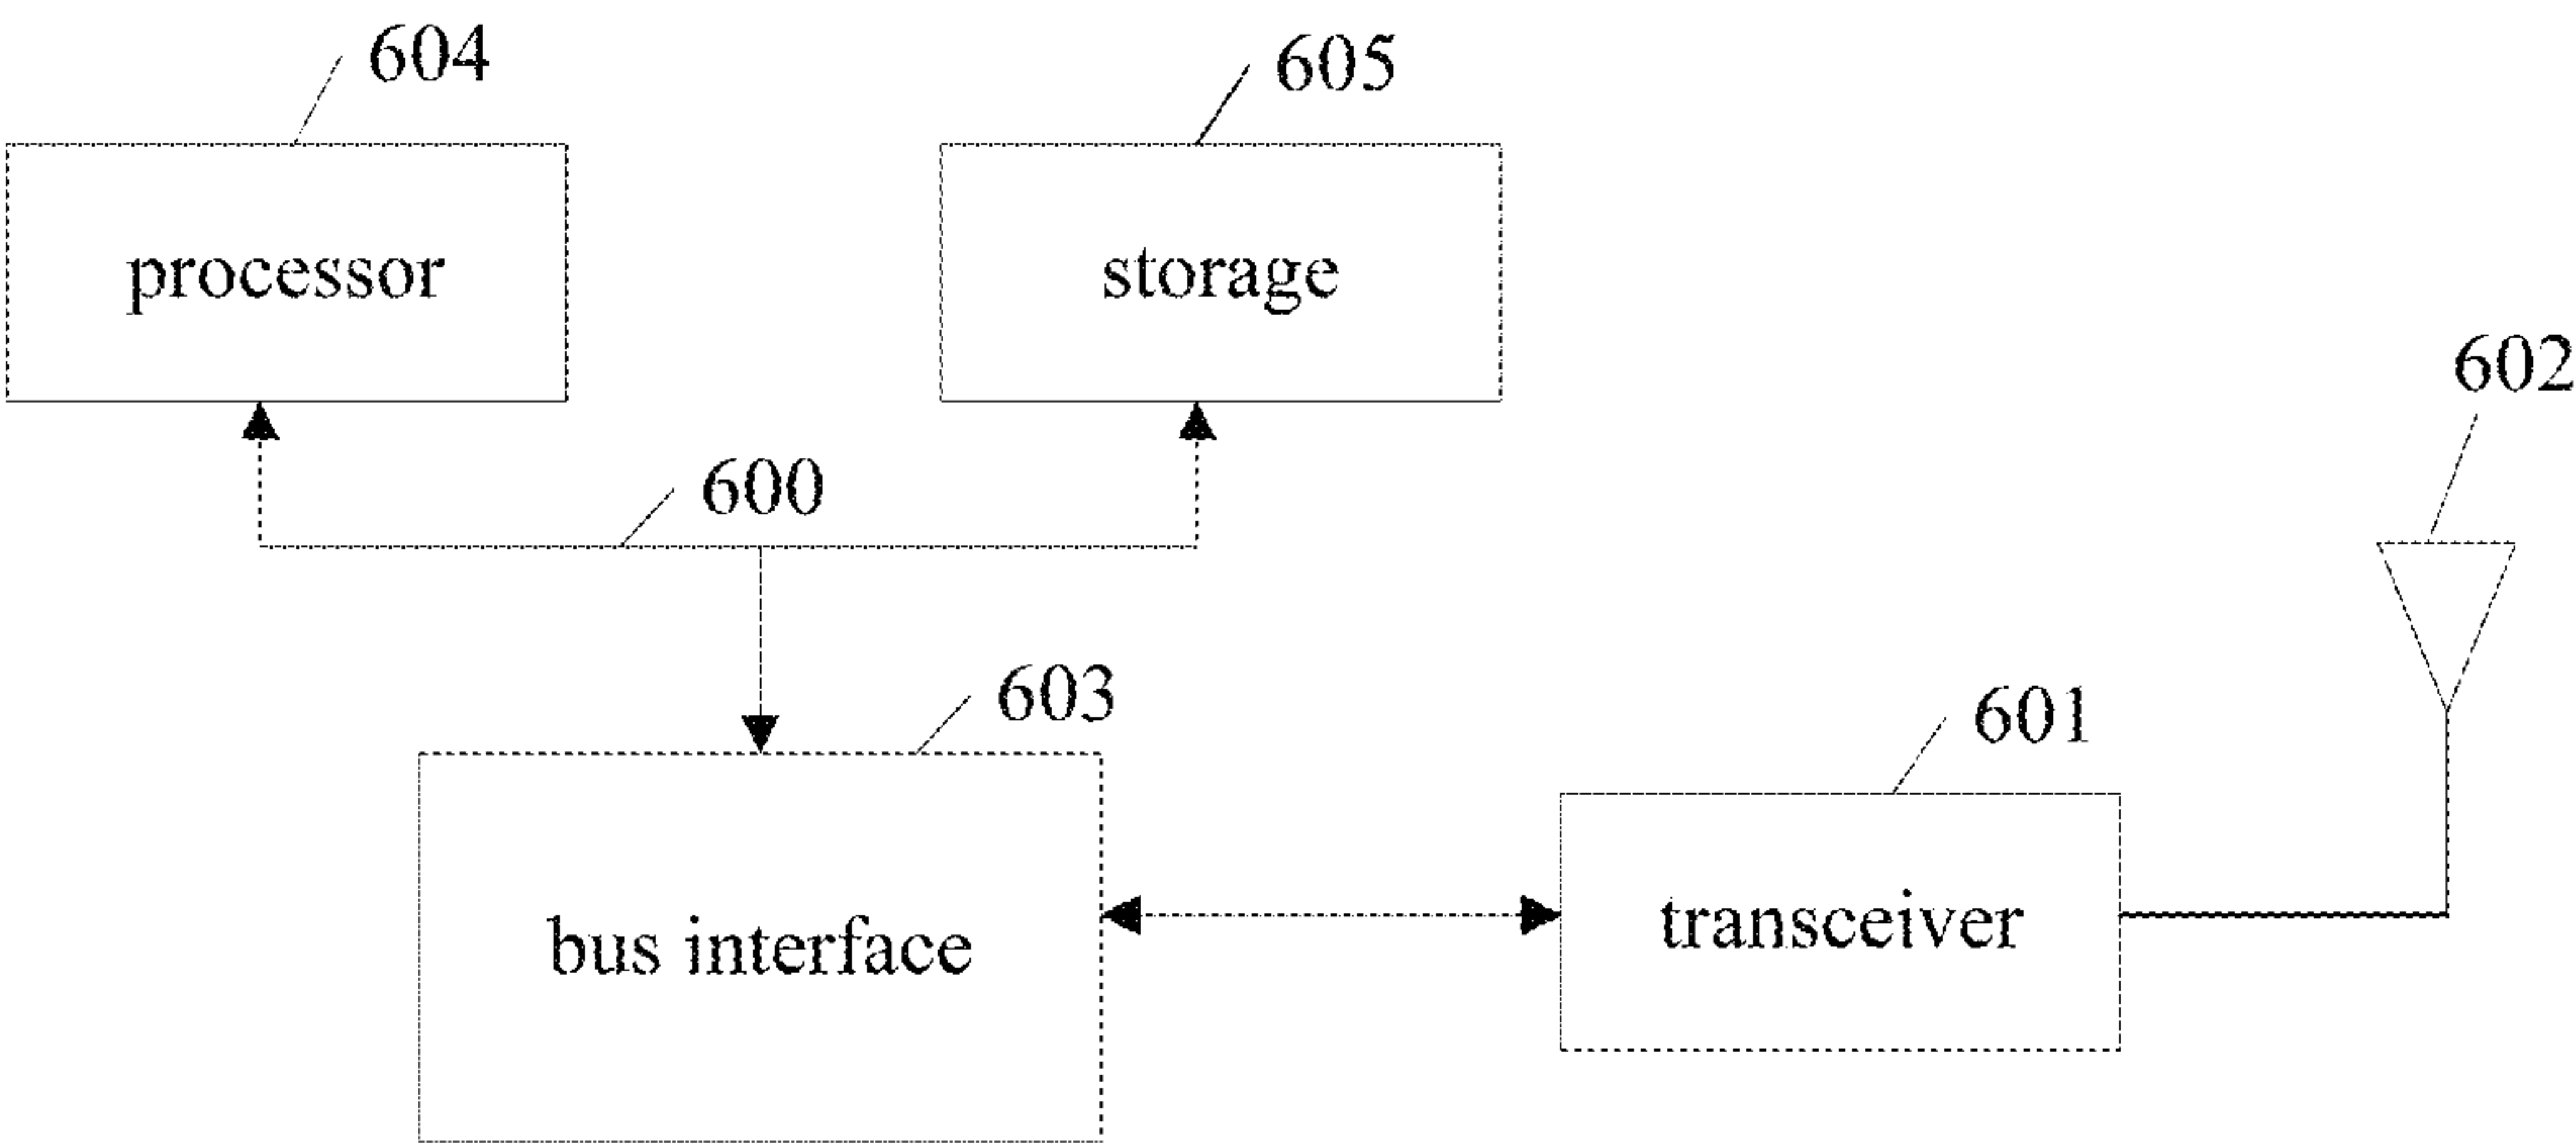 604
605
processor
storage
602
600
603
601
bus interface
transceiver